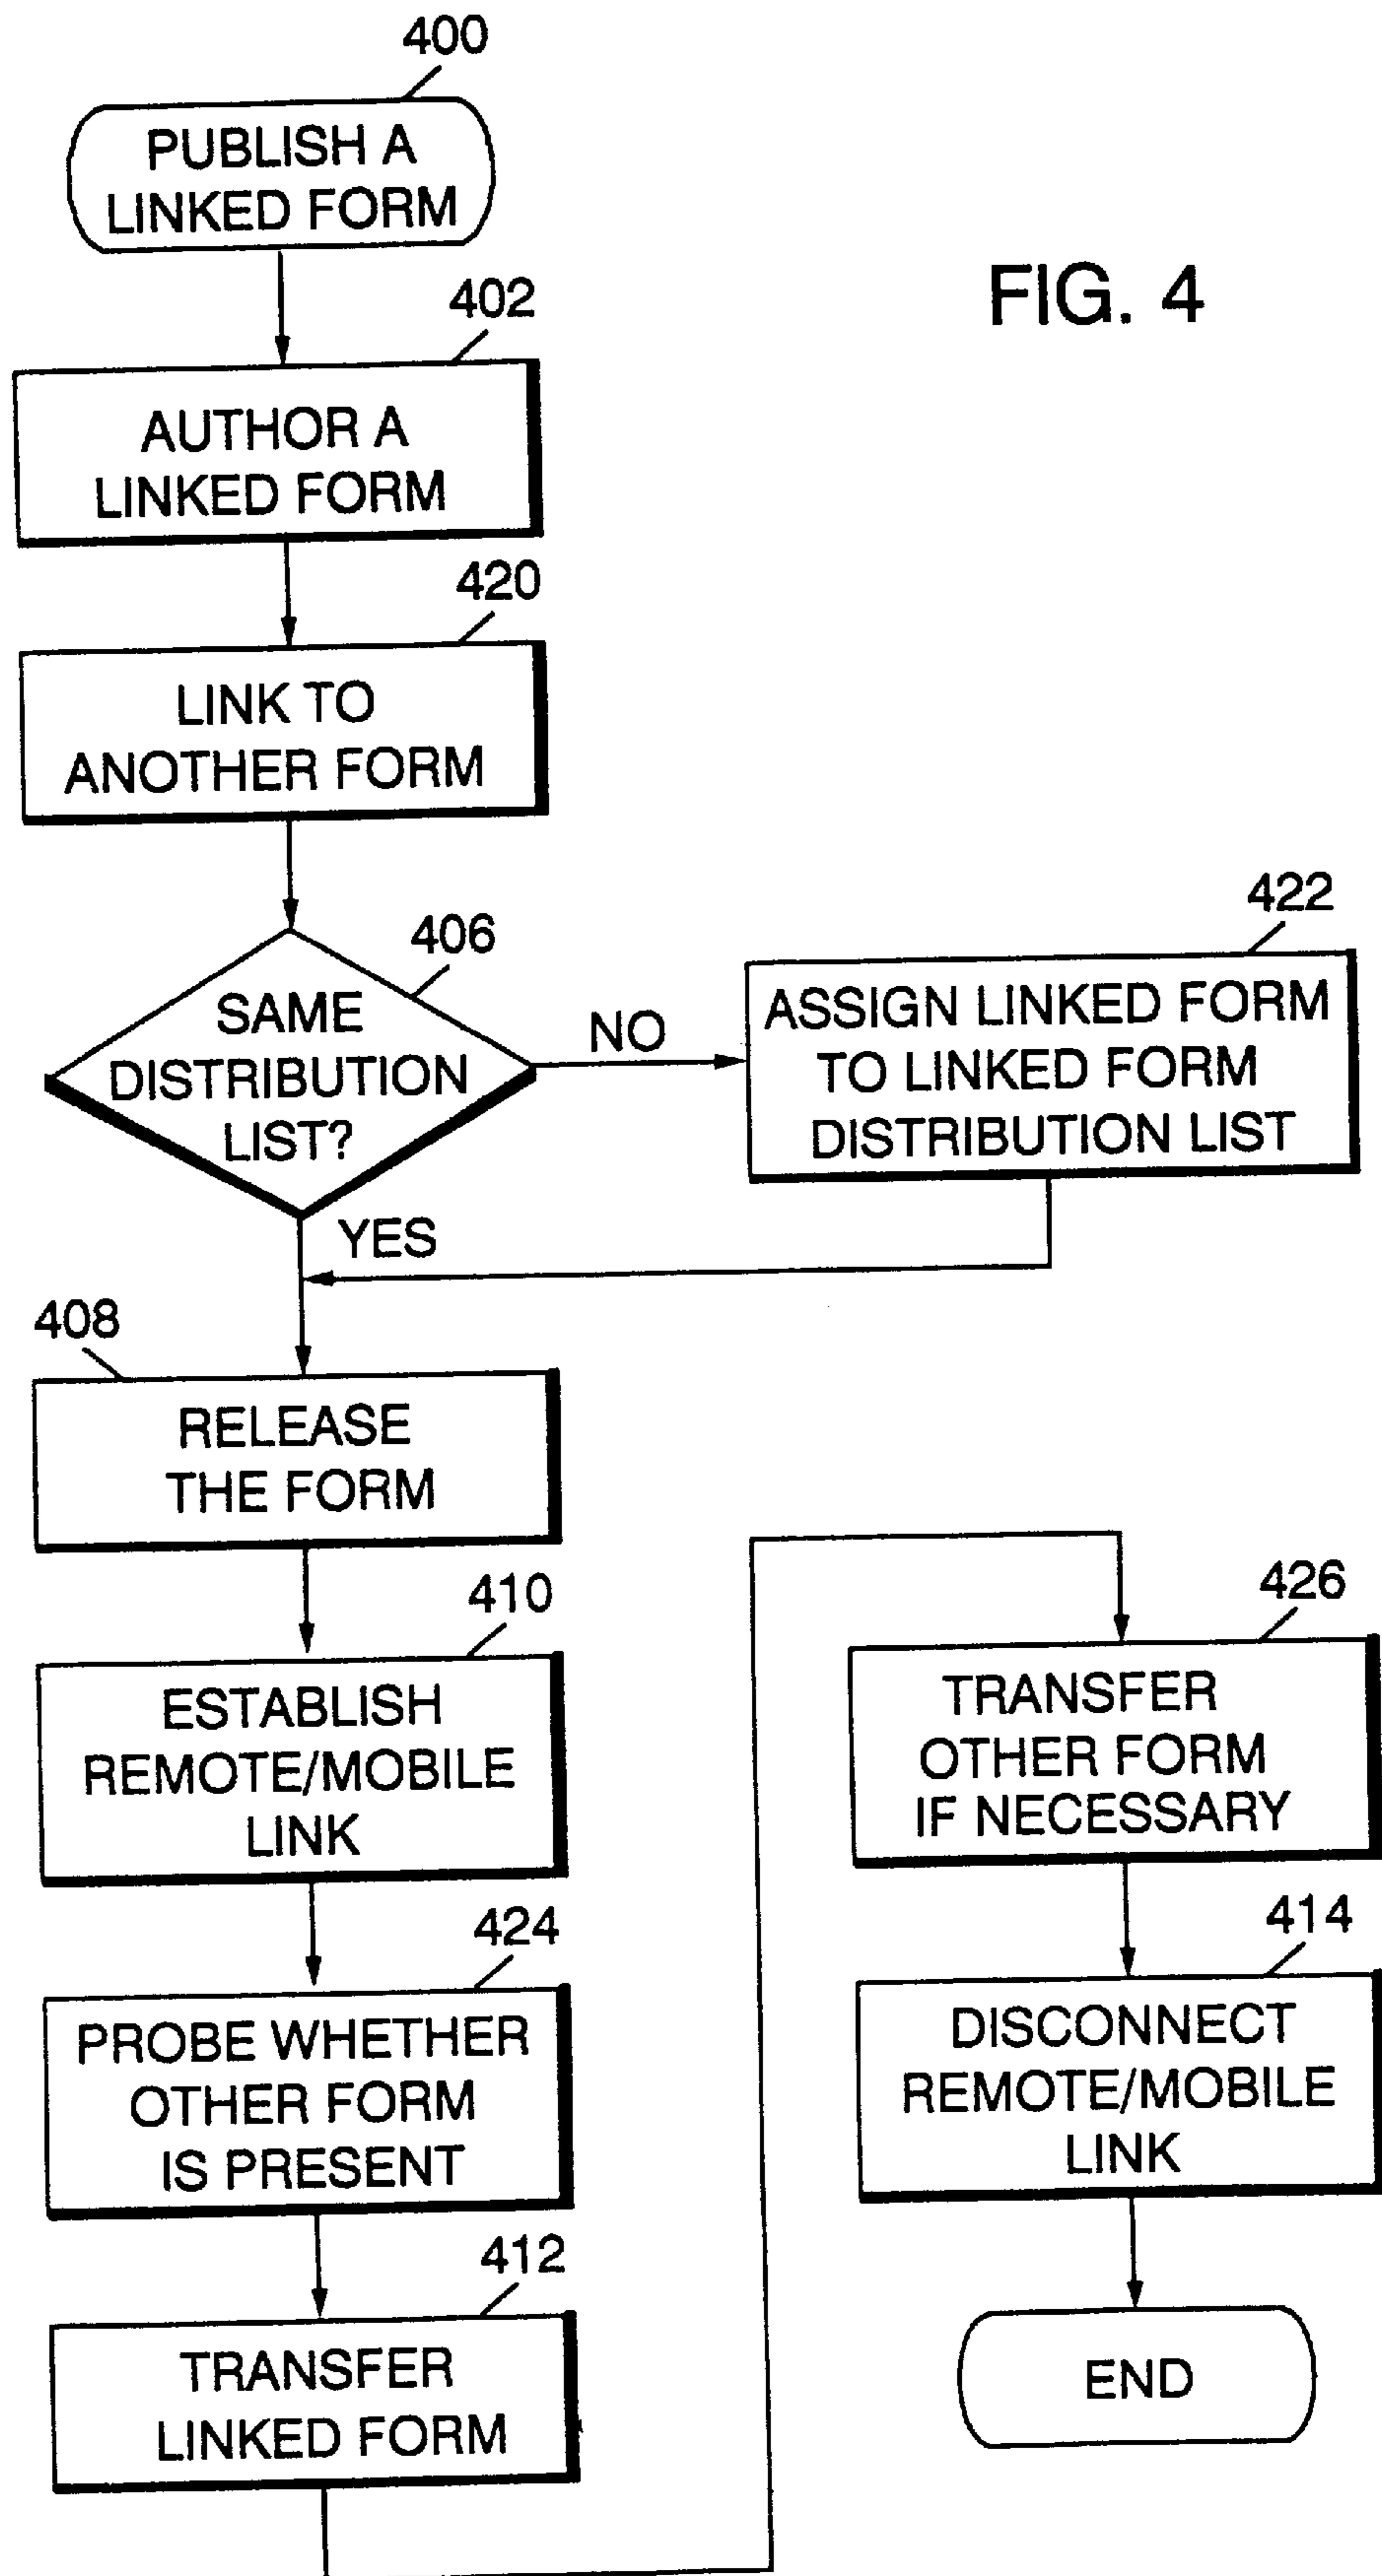 400
PUBLISH A
LINKED FORM
FIG. 4
402
AUTHOR A
LINKED FORM
420
LINK TO
ANOTHER FORM
406
SAME
DISTRIBUTION
LIST?
NO
422
ASSIGN LINKED FORM
TO LINKED FORM
DISTRIBUTION LIST
YES
408
RELEASE
THE FORM
410
ESTABLISH
REMOTE/MOBILE
LINK
424
PROBE WHETHER
OTHER FORM
IS PRESENT
412
TRANSFER
LINKED FORM
426
TRANSFER
OTHER FORM
IF NECESSARY
414
DISCONNECT
REMOTE/MOBILE
LINK
END